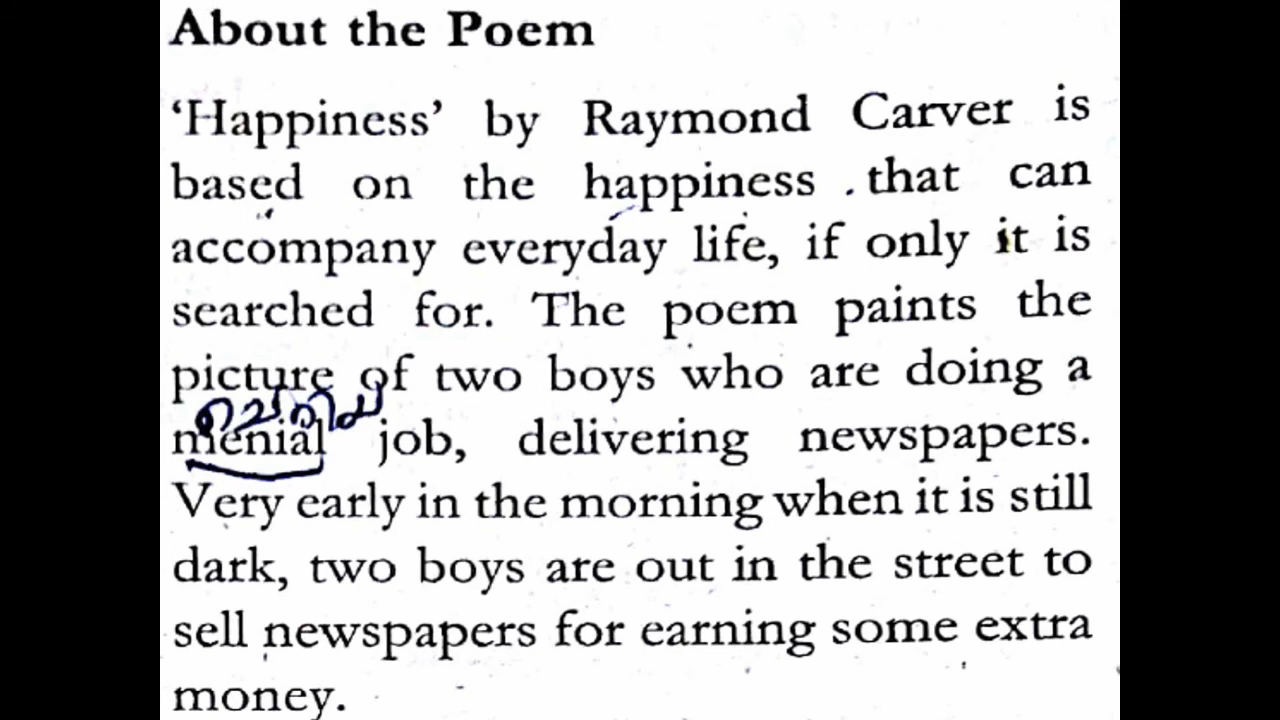 About the Poem
‘Happiness’ by Raymond Carver is
based on the happiness that can
accompany everyday life, if only it is
searched for. The poem paints the
picture of two boys who are doing a
ചെറിയ
menial job, delivering newspapers.
Very early in the morning when it is still
dark, two boys are out in the street to
sell newspapers for earning some extra
money.